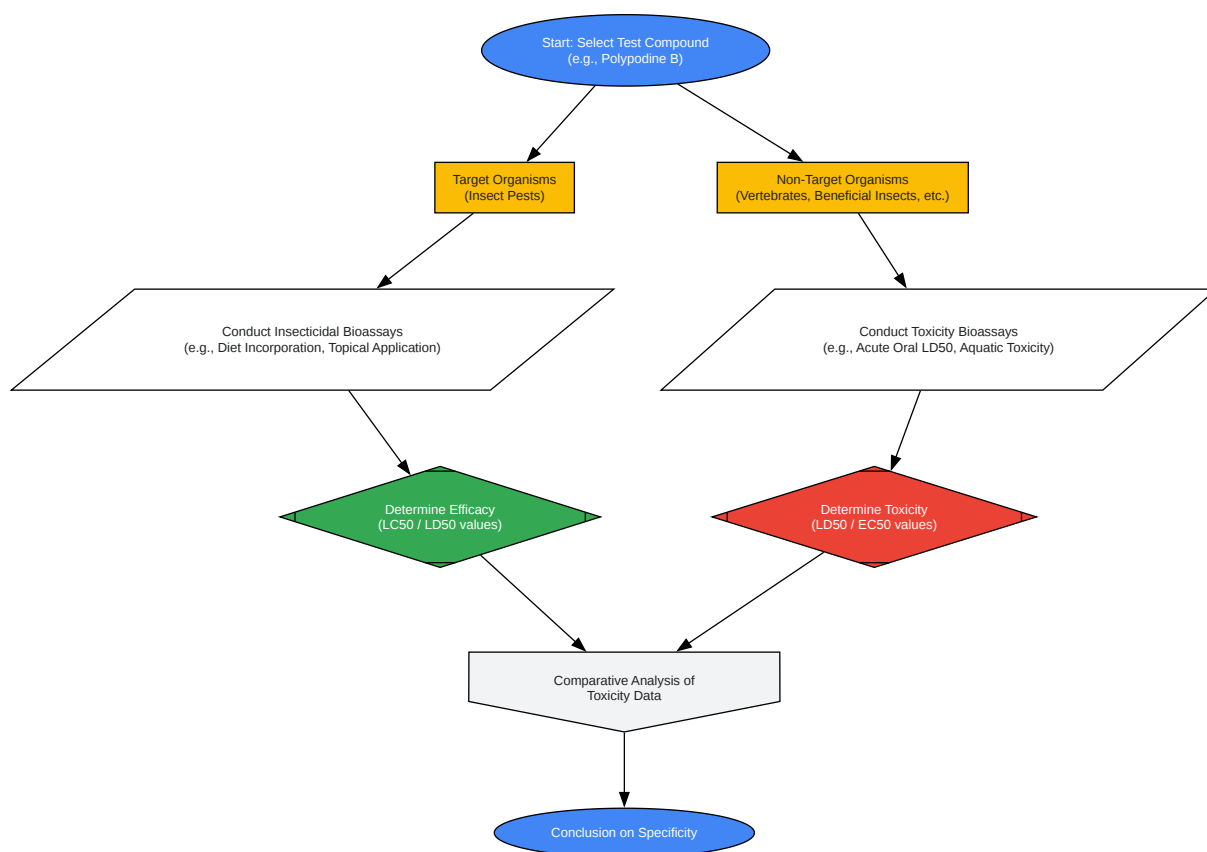 Start: Select Test Compound
(e.g., Polypodine B)
Target Organisms
(Insect Pests)
Non-Target Organisms
(Vertebrates, Beneficial Insects, etc.)
Conduct Insecticidal Bioassays
(e.g., Diet Incorporation, Topical Application)
Conduct Toxicity Bioassays
(e.g., Acute Oral LD50, Aquatic Toxicity)
Determine Efficacy
(LC50 / LD50 values)
Determine Toxicity
(LD50 / EC50 values)
Comparative Analysis of
Toxicity Data
Conclusion on Specificity